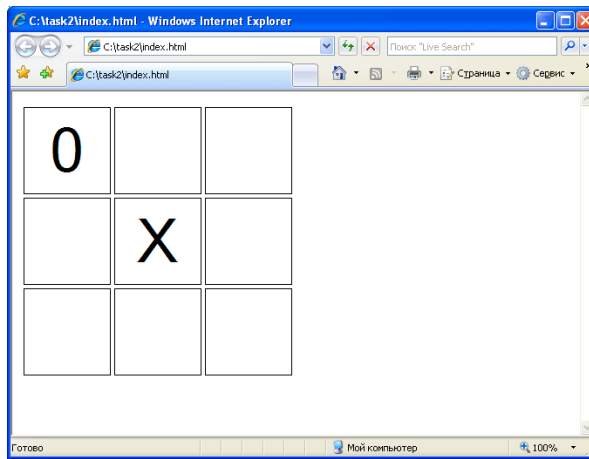 C:\task2\index.html - Windows Internet Explorer
C:\task2\index.html
Поиск "Live Search"
C:\task2\index.html
Страница
Сервис
»
0
X
Готово
Мой компьютер
100%